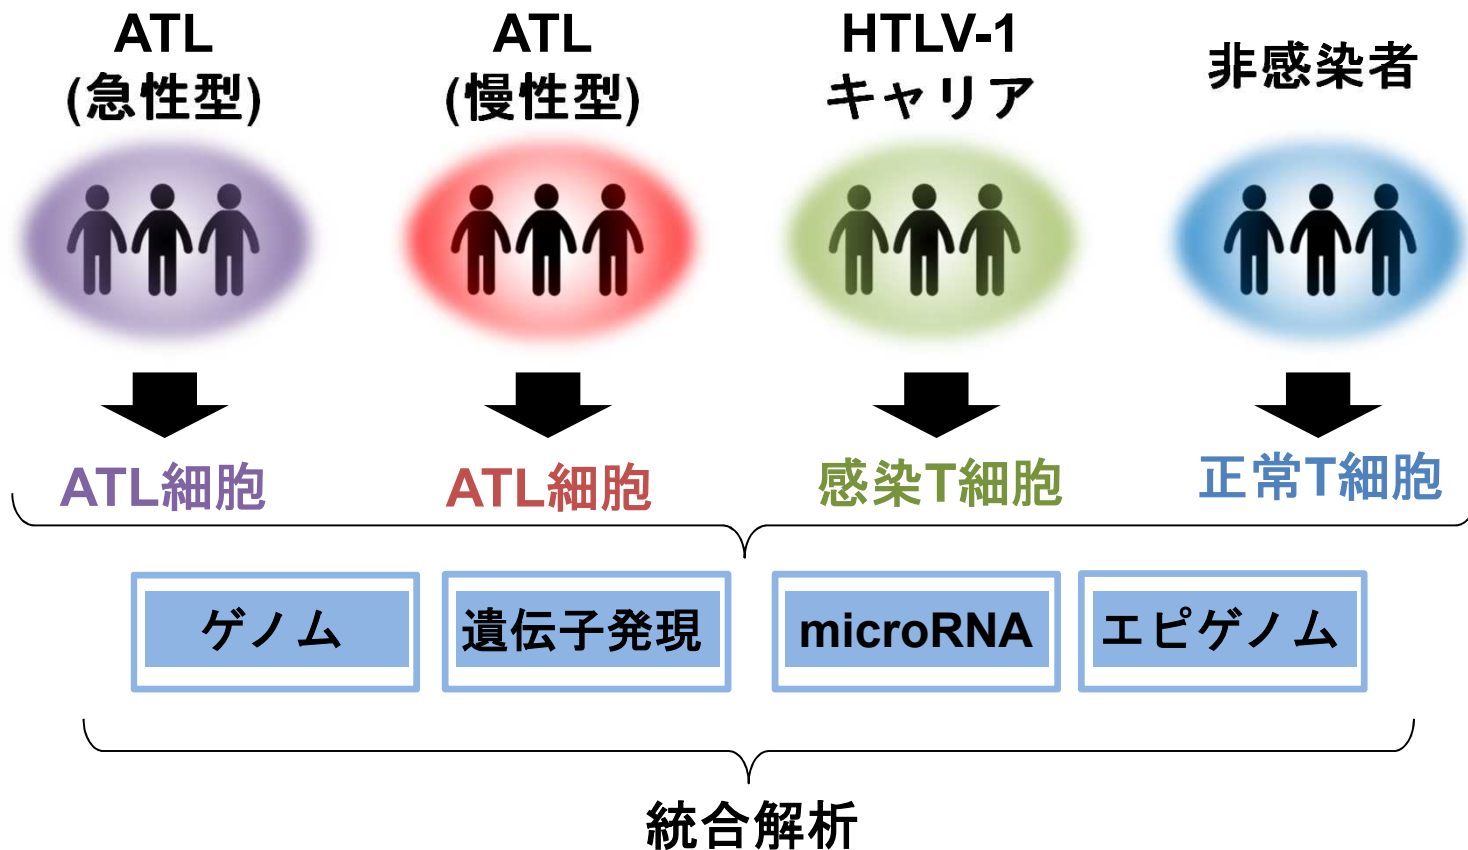 ATL
(急性型)
ATL
(慢性型)
HTLV-1
キャリア
非感染者
ATL細胞
ATL細胞
感染T細胞
正常T細胞
ゲノム
遺伝子発現
microRNA
エピゲノム
統合解析